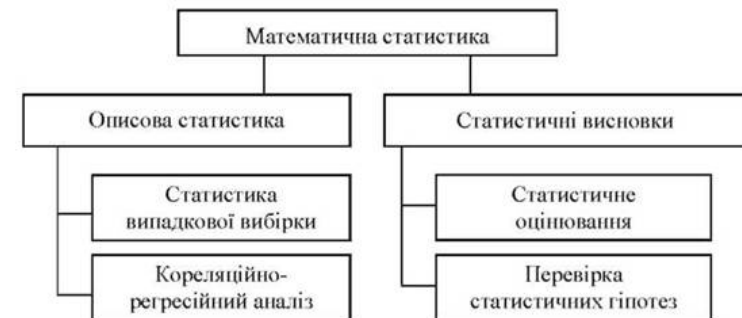 Математична статистика
Описова статистика
Статистичні висновки
Статистика
випадкової вибірки
Статистичне
оцінювання
Кореляційно-
регресійний аналіз
Перевірка
статистичних гіпотез